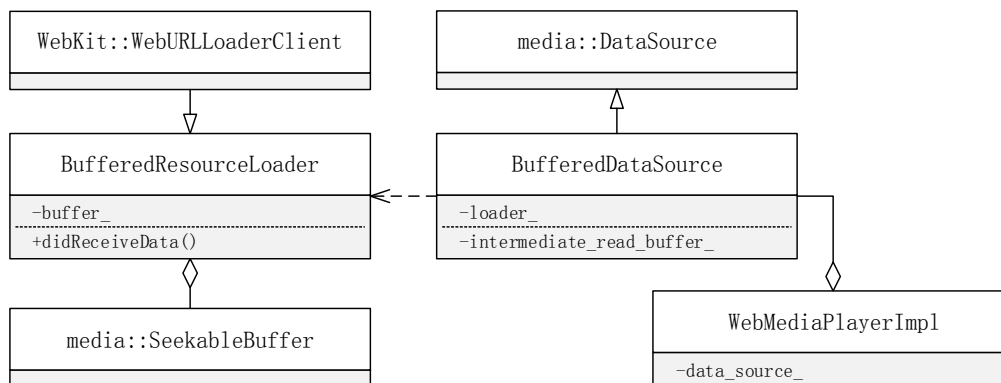 WebKit::WebURLLoaderClient
media::DataSource
BufferedResourceLoader
-buffer_
+didReceiveData()
BufferedDataSource
-loader_
-intermediate_read_buffer_
media::SeekableBuffer
WebMediaPlayerImpl
-data_source_